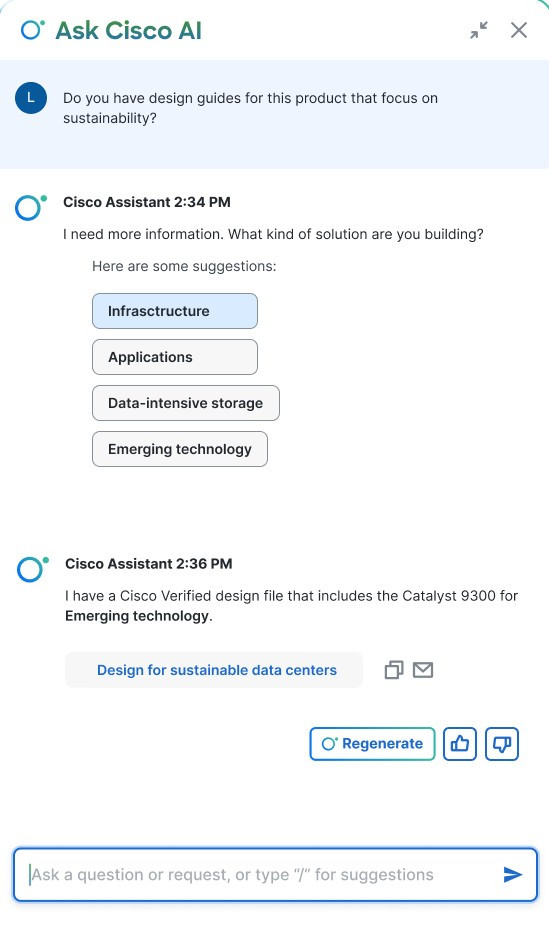 Ask Cisco AI
L
Do you have design guides for this product that focus on
sustainability?
Cisco Assistant 2:34 PM
I need more information. What kind of solution are you building?
Here are some suggestions:
Infrasctructure
Applications
Data-intensive storage
Emerging technology
Cisco Assistant 2:36 PM
I have a Cisco Verified design file that includes the Catalyst 9300 for
Emerging technology.
Design for sustainable data centers
Regenerate
Ask a question or request, or type “/” for suggestions